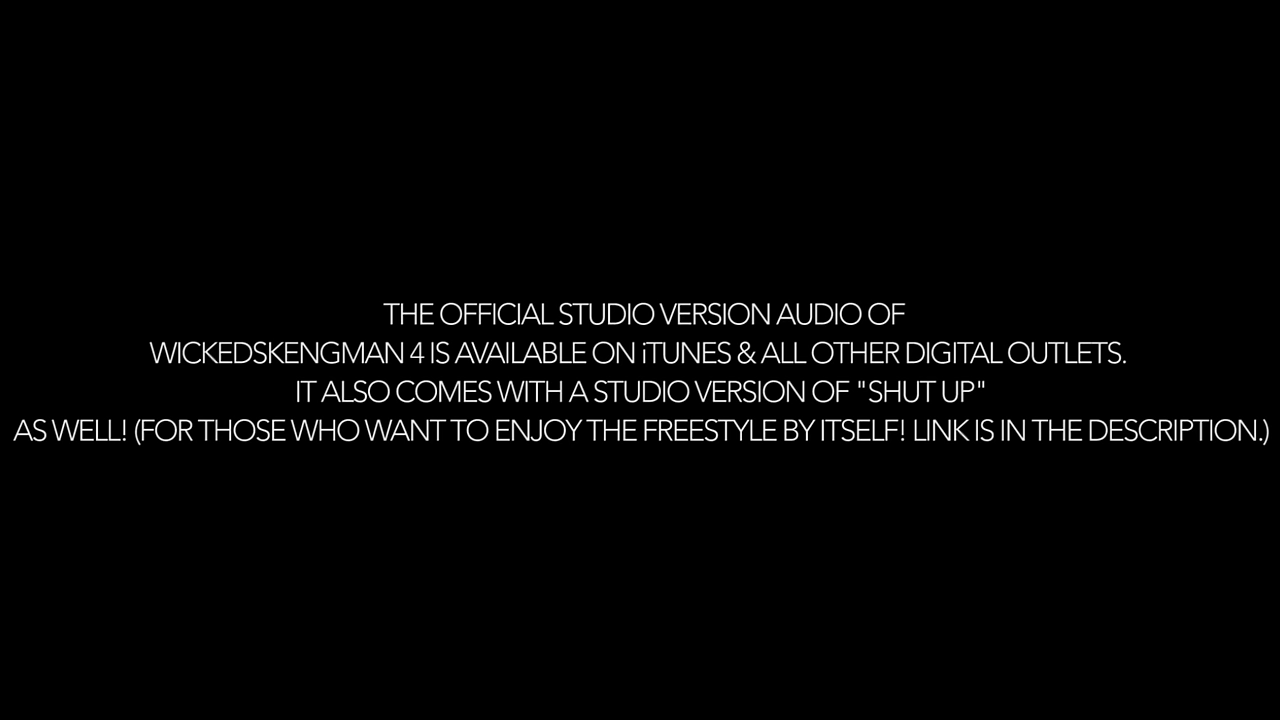 THE OFFICIAL STUDIO VERSION AUDIO OF
WICKEDSKENGMAN 4 IS AVAILABLE ON iTUNES & ALL OTHER DIGITAL OUTLETS.
IT ALSO COMES WITH A STUDIO VERSION OF "SHUT UP"
AS WELL! (FOR THOSE WHO WANT TO ENJOY THE FREESTYLE BY ITSELF! LINK IS IN THE DESCRIPTION.)